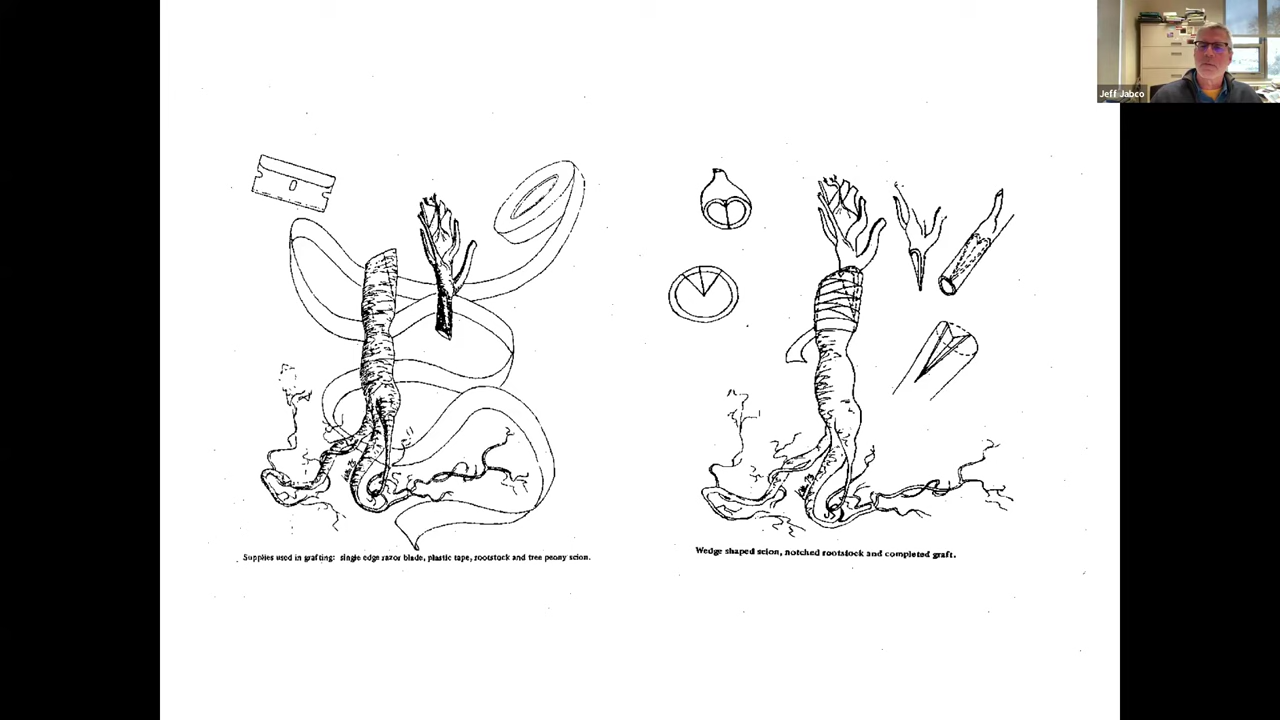 Jeff Jabco
Supplies used in grafting: single edge razor blade, plastic tape, rootstock and tree peony scion.
Wedge shaped scion, notched rootstock and completed graft.